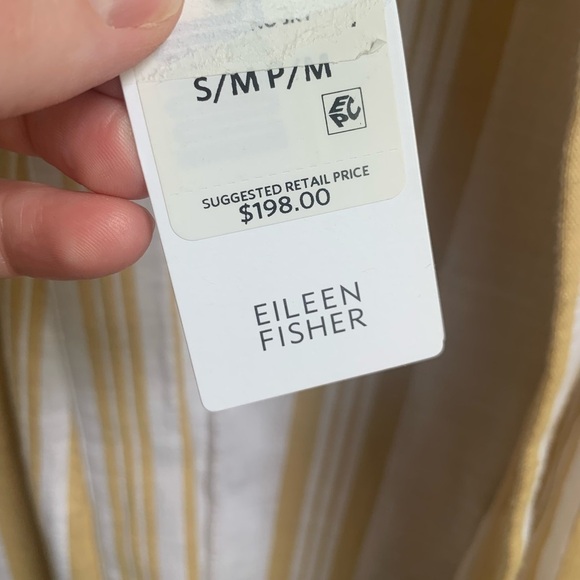 S/M P/M
EPC
SUGGESTED RETAIL PRICE
$198.00
EILEEN
FISHER